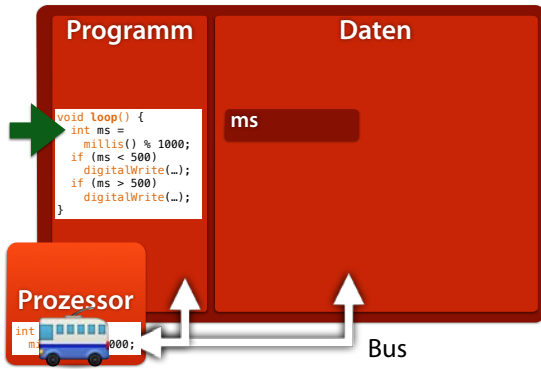 Programm
Daten
void loop() {
int ms =
millis() % 1000;
if (ms < 500)
digitalWrite(…);
if (ms > 500)
digitalWrite(…);
}
ms
Prozessor
int
000;
Bus